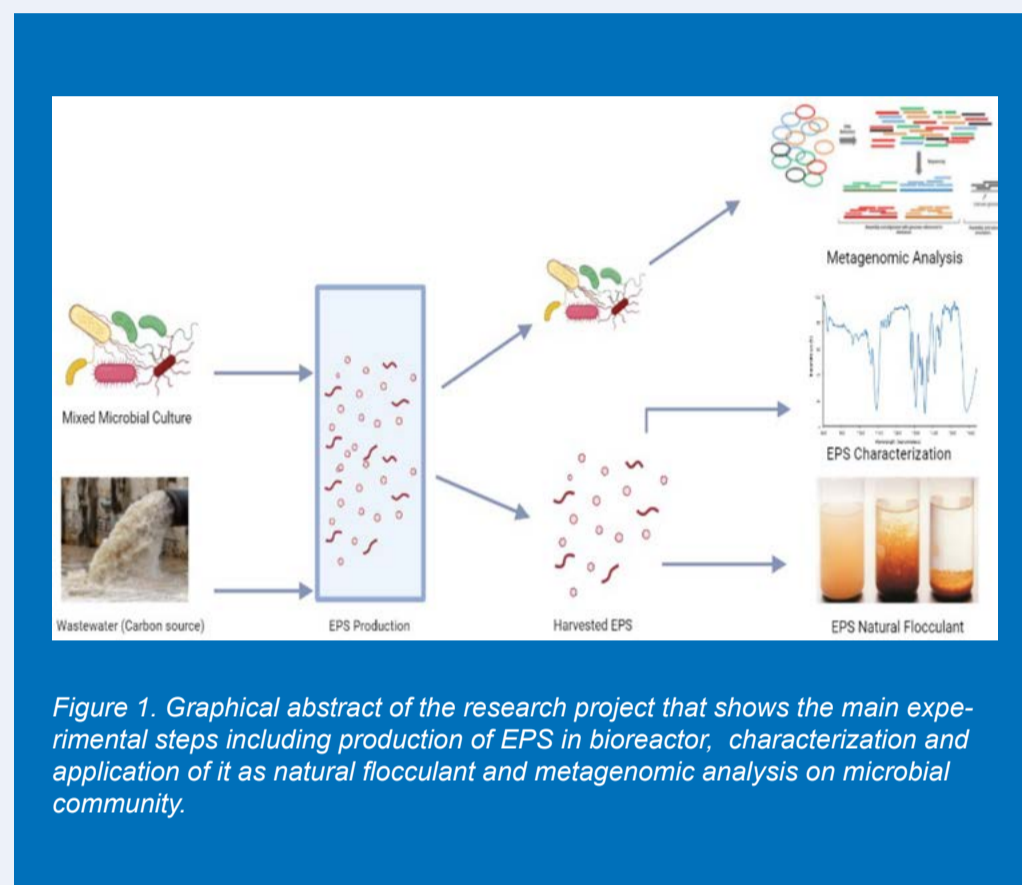 Sequencing
Metagenomic Analysis
Mixed Microbial Culture
EPS Characterization
Wastewater (Carbon source)
EPS Production
Harvested EPS
EPS Natural Flocculant
Figure 1. Graphical abstract of the research project that shows the main expe-
rimental steps including production of EPS in bioreactor, characterization and
application of it as natural flocculant and metagenomic analysis on microbial
community.